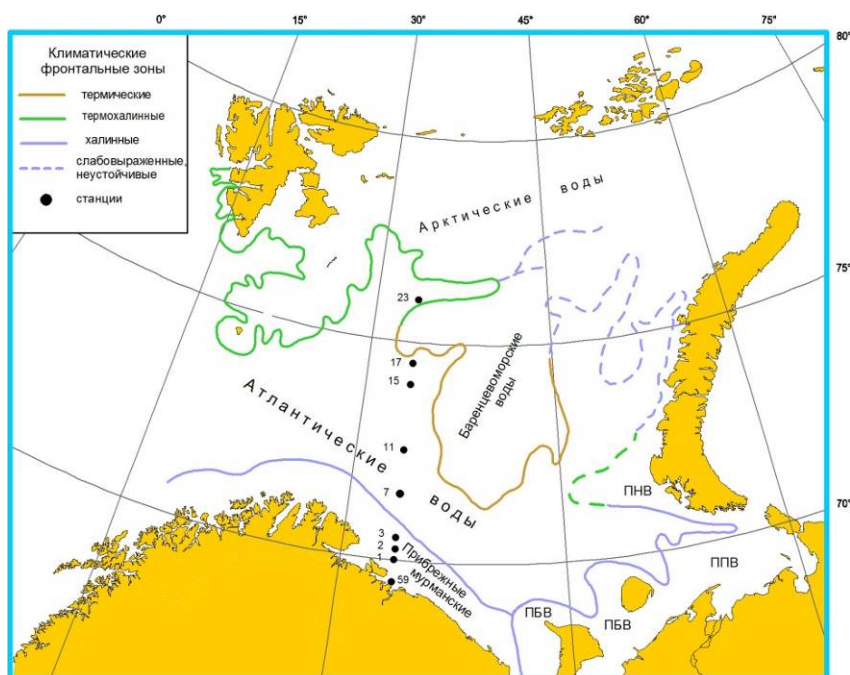 0°
15°
30°
45°
60°
75°
80°
Климатические
фронтальные зоны
термические
термохалинные
халинные
слабовыраженные,
неустойчивые
станции
Арктические воды
75°
23
17
15
Баренцевоморские
воды
Атлантические воды
11
7
ПНВ
70°
3
2
1
59
Прибрежные
мурманские
ППВ
ПБВ
ПБВ